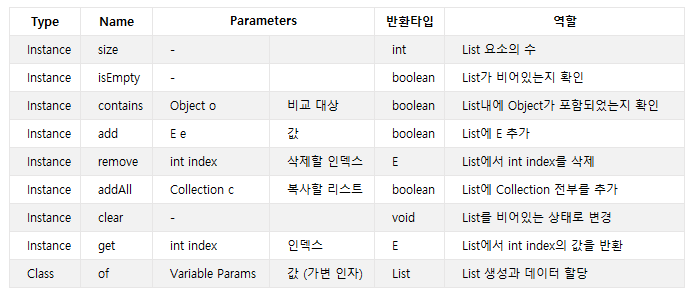 Type Name Parameters 반환타입 역할
Instance size - int List 요소의 수
Instance isEmpty - boolean List가 비어있는지 확인
Instance contains Object o 비교 대상 boolean List내에 Object가 포함되었는지 확인
Instance add E e 값 boolean List에 E 추가
Instance remove int index 삭제할 인덱스 E List에서 int index를 삭제
Instance addAll Collection c 복사할 리스트 boolean List에 Collection 전부를 추가
Instance clear - void List를 비어있는 상태로 변경
Instance get int index 인덱스 E List에서 int index의 값을 반환
Class of Variable Params 값 (가변 인자) List List 생성과 데이터 할당